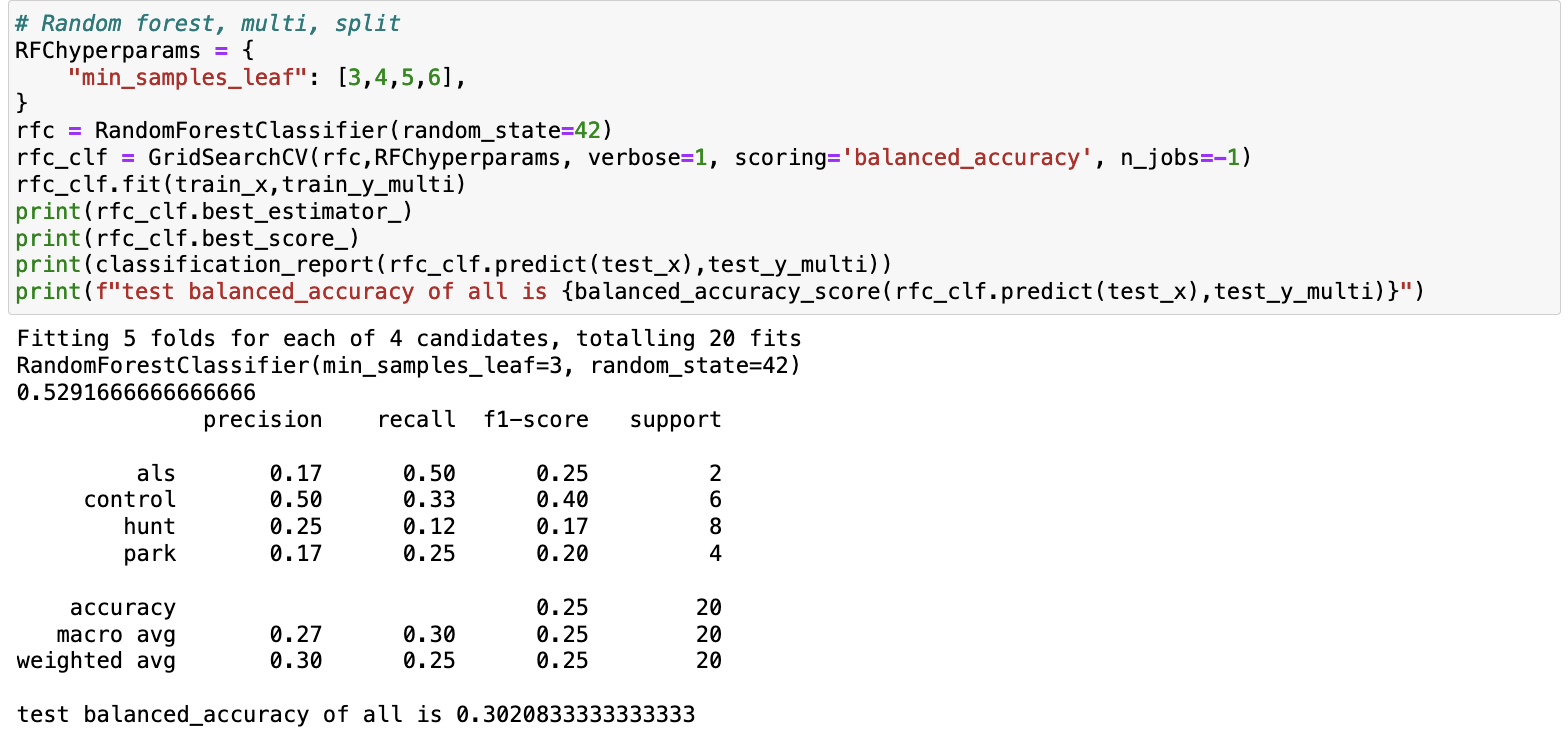 # Random forest, multi, split
RFChyperparams = {
    "min_samples_leaf": [3,4,5,6],
}
rfc = RandomForestClassifier(random_state=42)
rfc_clf = GridSearchCV(rfc,RFChyperparams, verbose=1, scoring='balanced_accuracy', n_jobs=-1)
rfc_clf.fit(train_x,train_y_multi)
print(rfc_clf.best_estimator_)
print(rfc_clf.best_score_)
print(classification_report(rfc_clf.predict(test_x),test_y_multi))
print(f"test balanced_accuracy of all is {balanced_accuracy_score(rfc_clf.predict(test_x),test_y_multi)}")
Fitting 5 folds for each of 4 candidates, totalling 20 fits
RandomForestClassifier(min_samples_leaf=3, random_state=42)
0.5291666666666666
              precision    recall  f1-score   support
         als       0.17      0.50      0.25         2
     control       0.50      0.33      0.40         6
        hunt       0.25      0.12      0.17         8
        park       0.17      0.25      0.20         4
    accuracy                           0.25        20
   macro avg       0.27      0.30      0.25        20
weighted avg       0.30      0.25      0.25        20
test balanced_accuracy of all is 0.3020833333333333